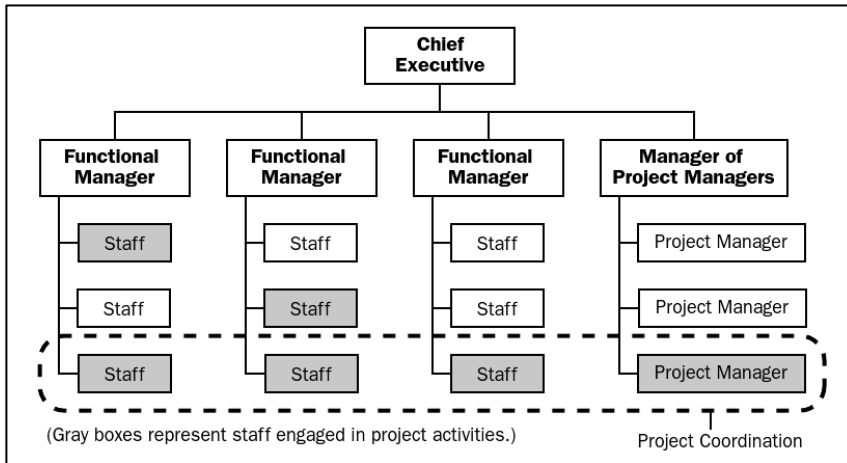 Chief
Executive
Functional
Manager
Functional
Manager
Functional
Manager
Manager of
Project Managers
Staff
Staff
Staff
Project Manager
Staff
Staff
Staff
Project Manager
Staff
Staff
Staff
Project Manager
(Gray boxes represent staff engaged in project activities.)
Project Coordination